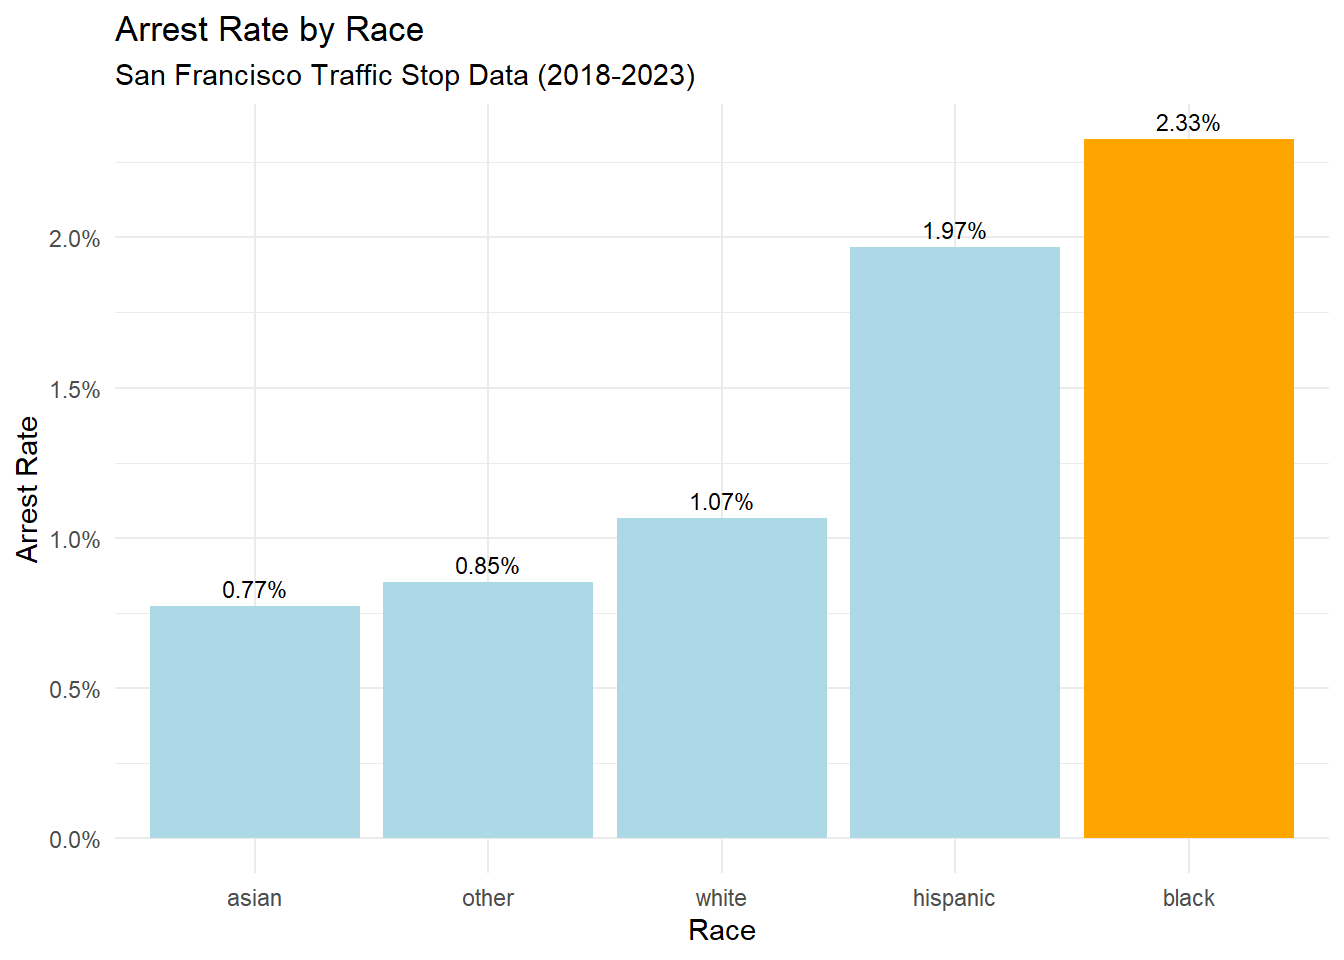 Arrest Rate by Race
San Francisco Traffic Stop Data (2018-2023)
2.33%
1.97%
1.07%
0.85%
0.77%
2.0%
1.5%
1.0%
0.5%
0.0%
Arrest Rate
asian other white hispanic black
Race